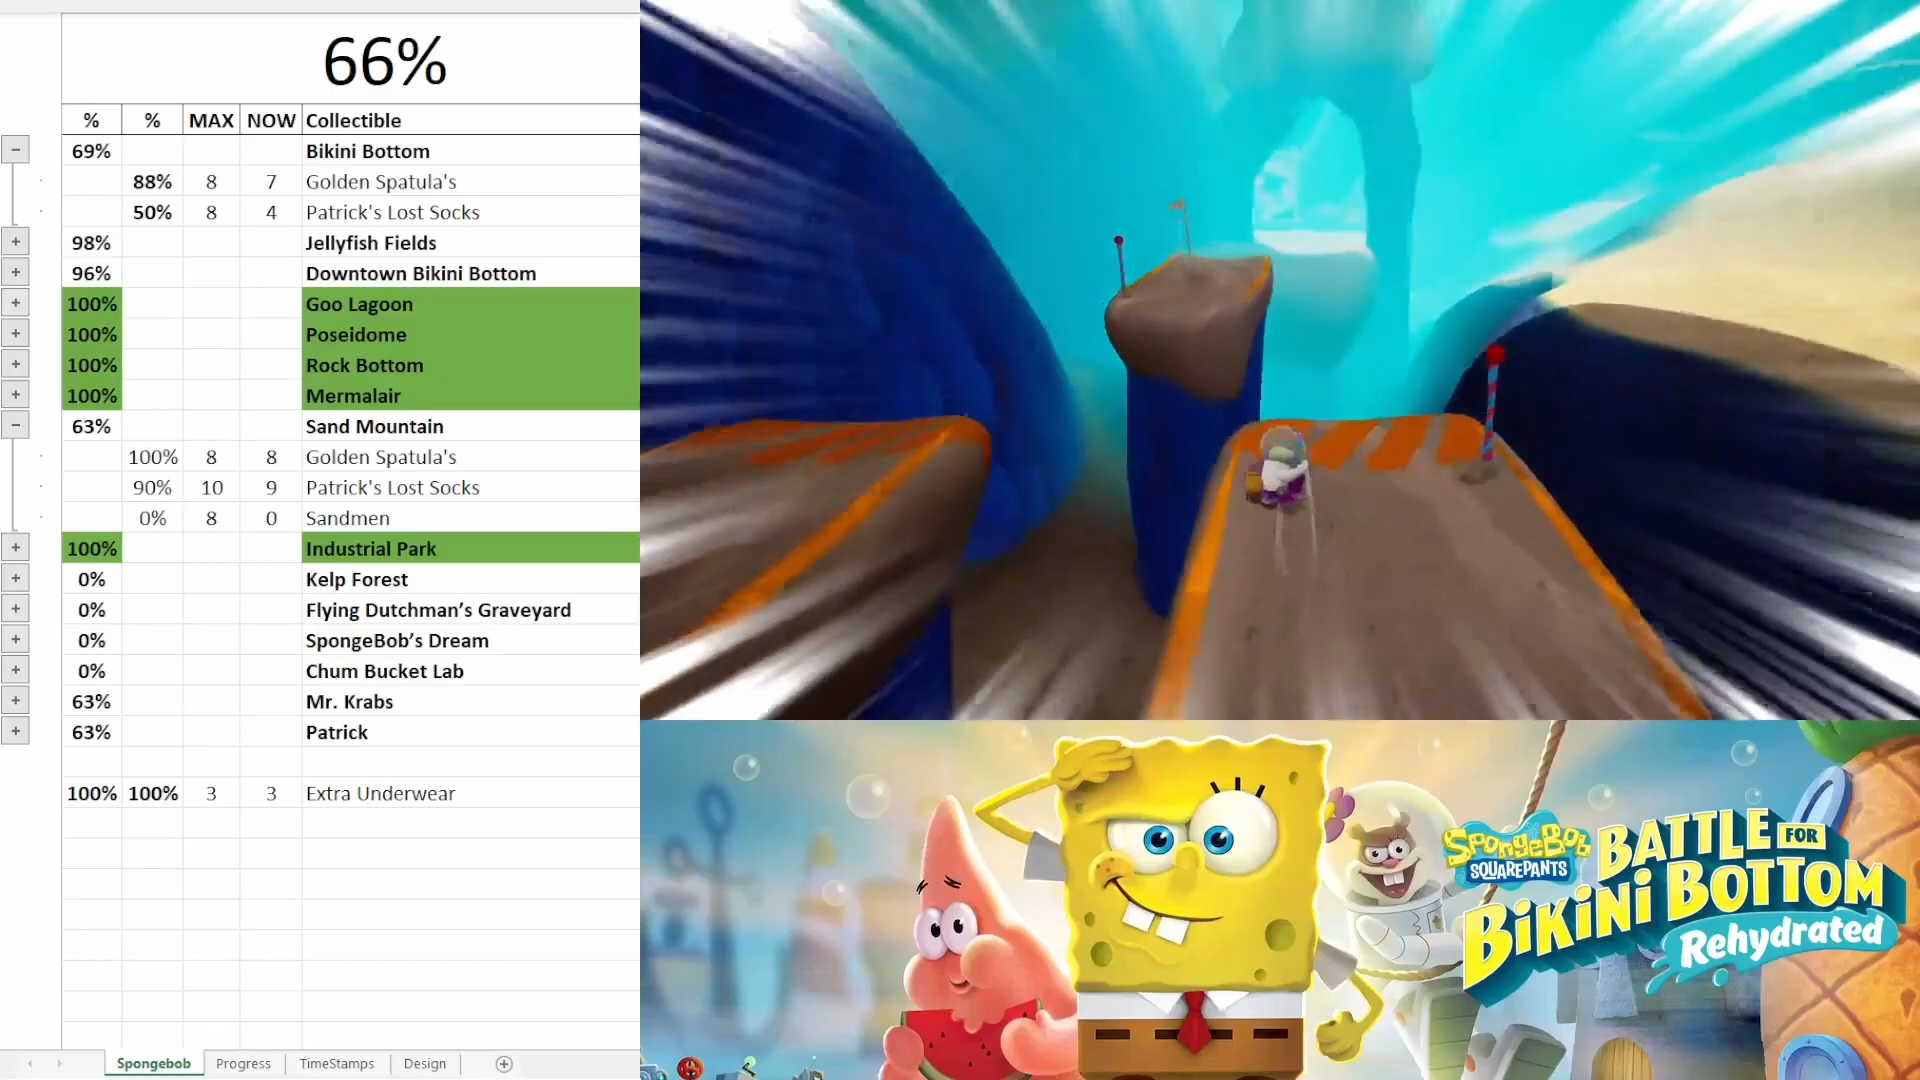 66%
% % MAX NOW Collectible
69% Bikini Bottom
88% 8 7 Golden Spatula's
50% 8 4 Patrick's Lost Socks
98% Jellyfish Fields
96% Downtown Bikini Bottom
100% Goo Lagoon
100% Poseidome
100% Rock Bottom
100% Mermalair
63% Sand Mountain
100% 8 8 Golden Spatula's
90% 10 9 Patrick's Lost Socks
0% 8 0 Sandmen
100% Industrial Park
0% Kelp Forest
0% Flying Dutchman’s Graveyard
0% SpongeBob’s Dream
0% Chum Bucket Lab
63% Mr. Krabs
63% Patrick
100% 100% 3 3 Extra Underwear
Spongebob Progress TimeStamps Design
SpongeBob
SQUAREPANTS
BATTLE FOR
BiKiNi BOTTOM
Rehydrated